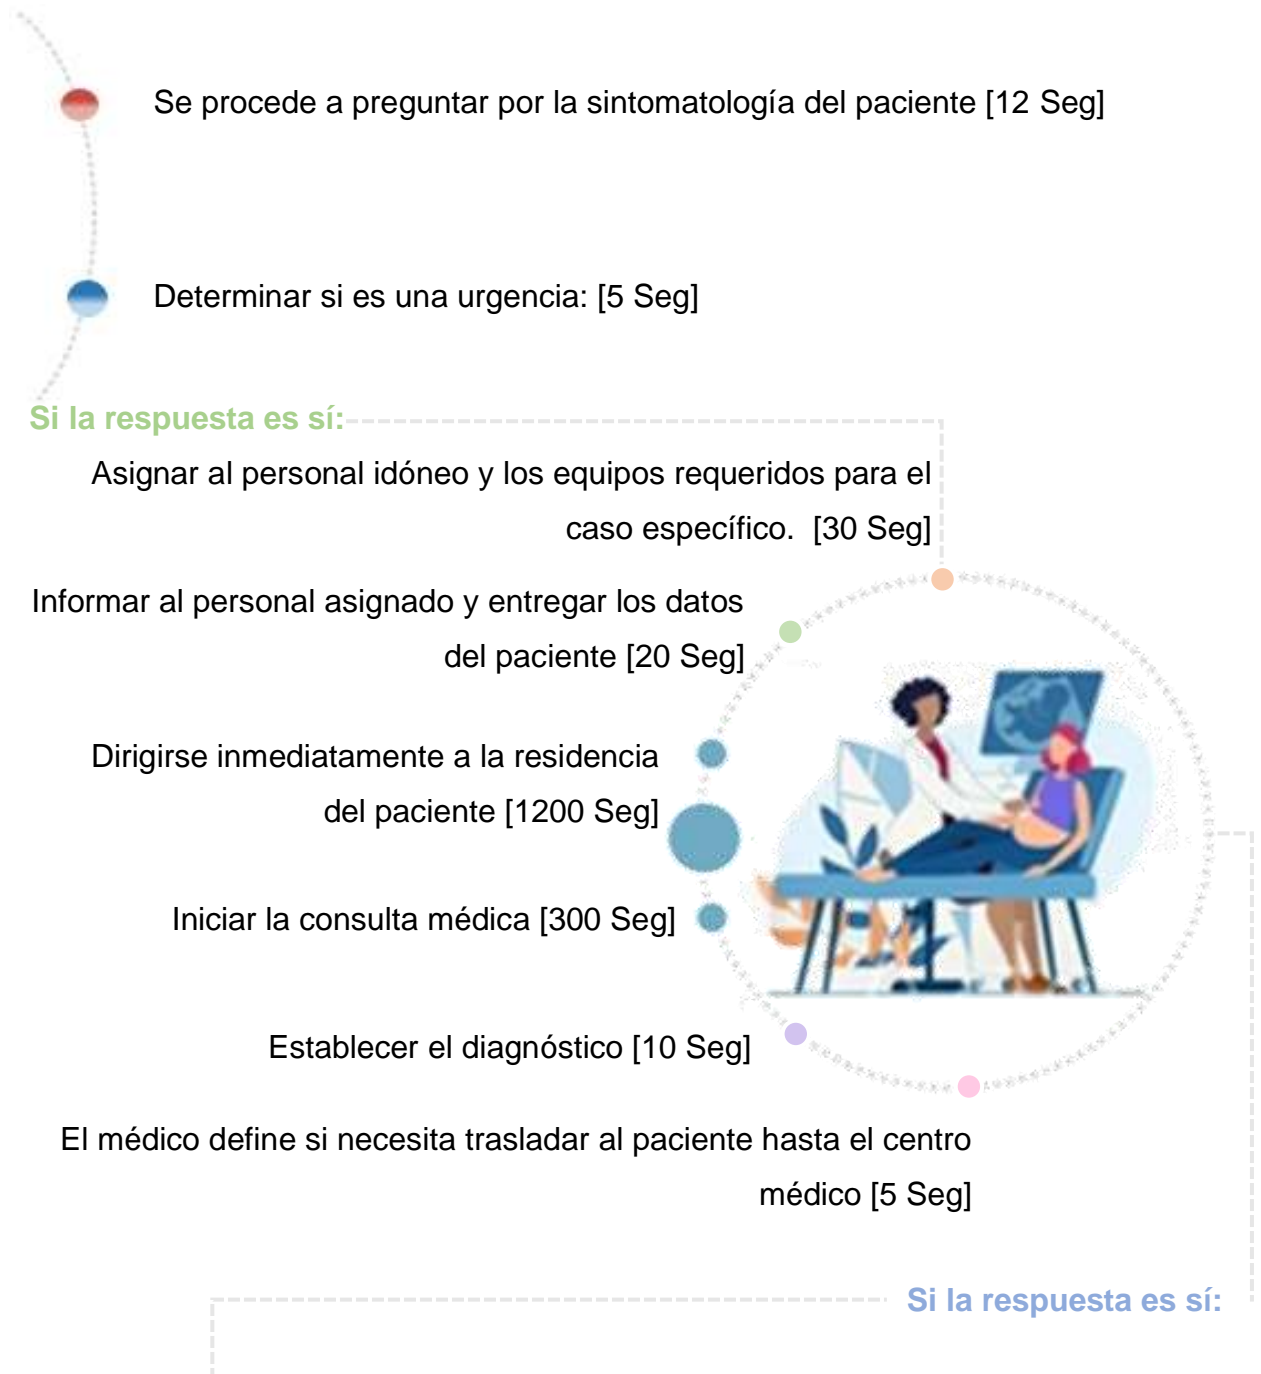 Se procede a preguntar por la sintomatología del paciente [12 Seg]
Determinar si es una urgencia: [5 Seg]
Si la respuesta es sí:
Asignar al personal idóneo y los equipos requeridos para el
caso específico.  [30 Seg]
Informar al personal asignado y entregar los datos
del paciente [20 Seg]
Dirigirse inmediatamente a la residencia
del paciente [1200 Seg]
Iniciar la consulta médica [300 Seg]
Establecer el diagnóstico [10 Seg]
El médico define si necesita trasladar al paciente hasta el centro
médico [5 Seg]
Si la respuesta es sí: